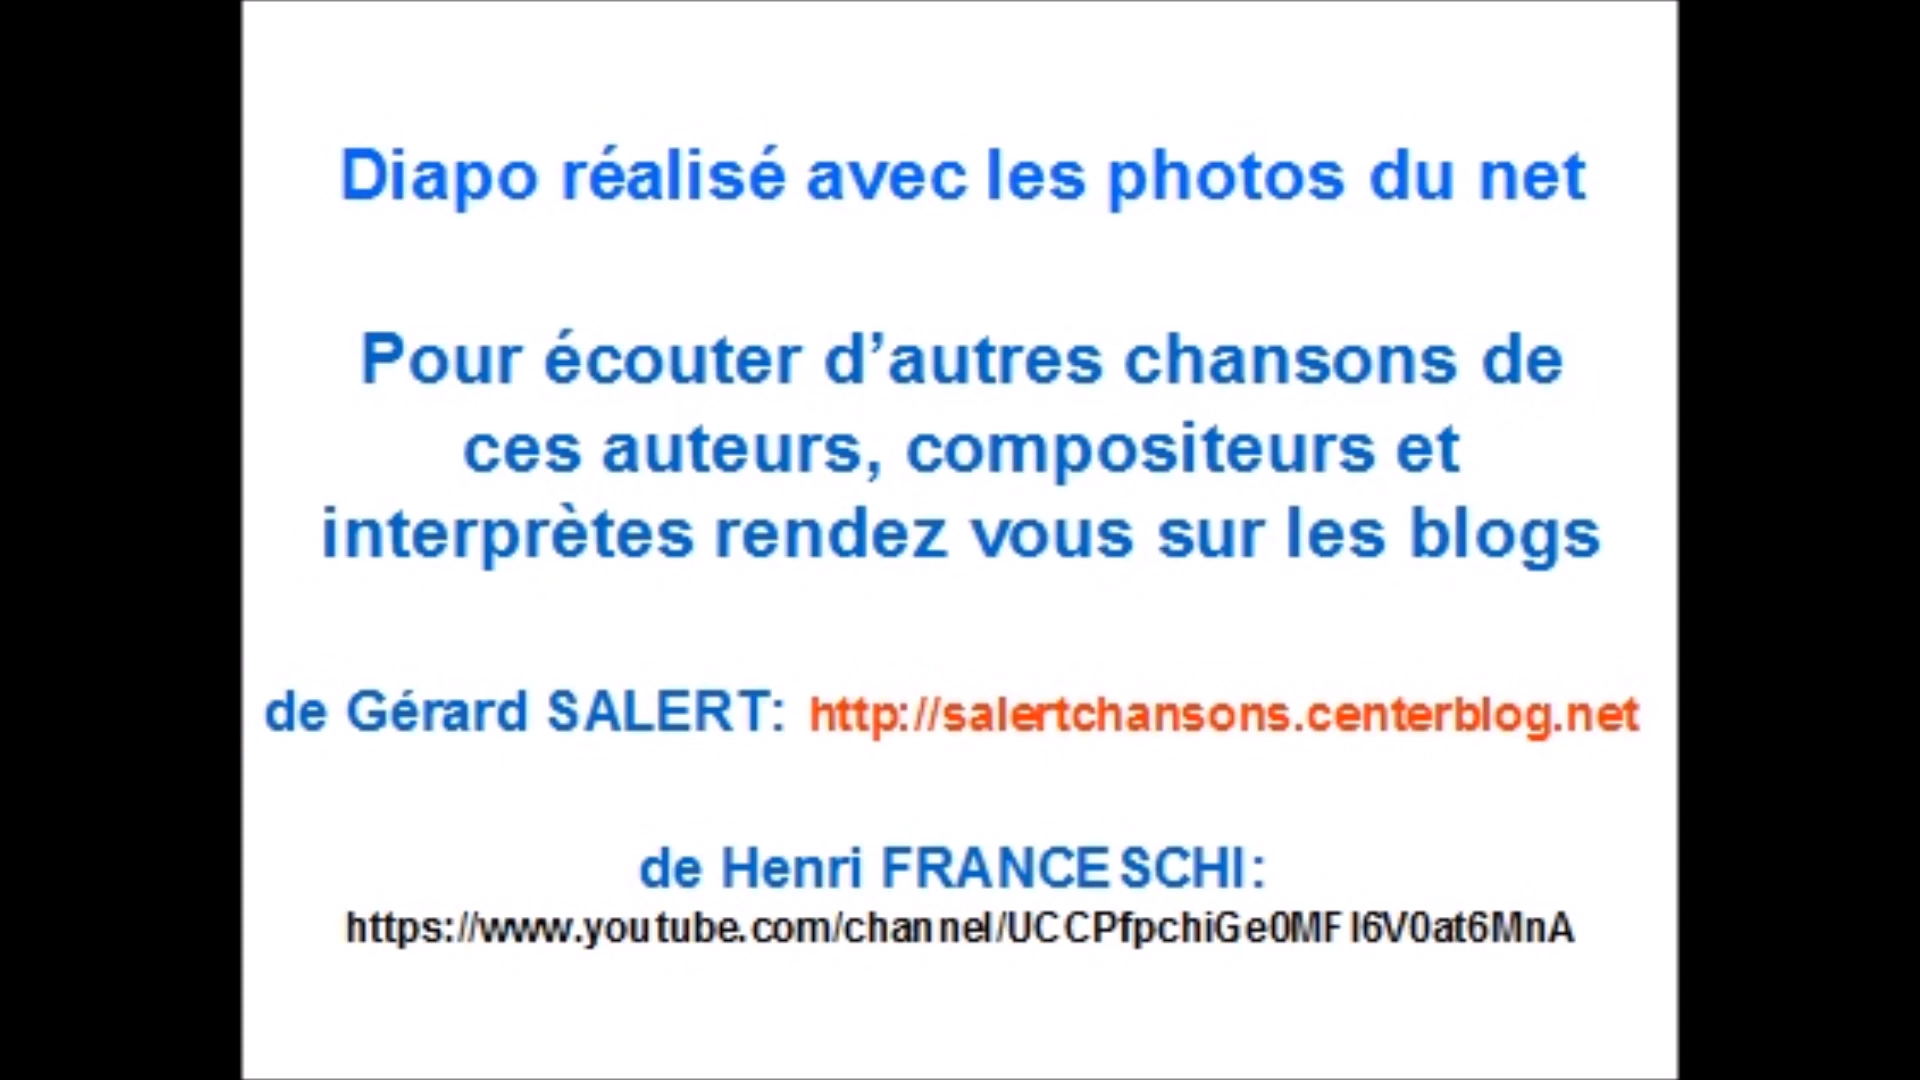 Diapo réalisé avec les photos du net
Pour écouter d’autres chansons de
ces auteurs, compositeurs et
interprètes rendez vous sur les blogs
de Gérard SALERT: http://salertchansons.centerblog.net
de Henri FRANCESCHI:
https://www.youtube.com/channel/UCCPfpchiGe0MFI6V0at6MnA